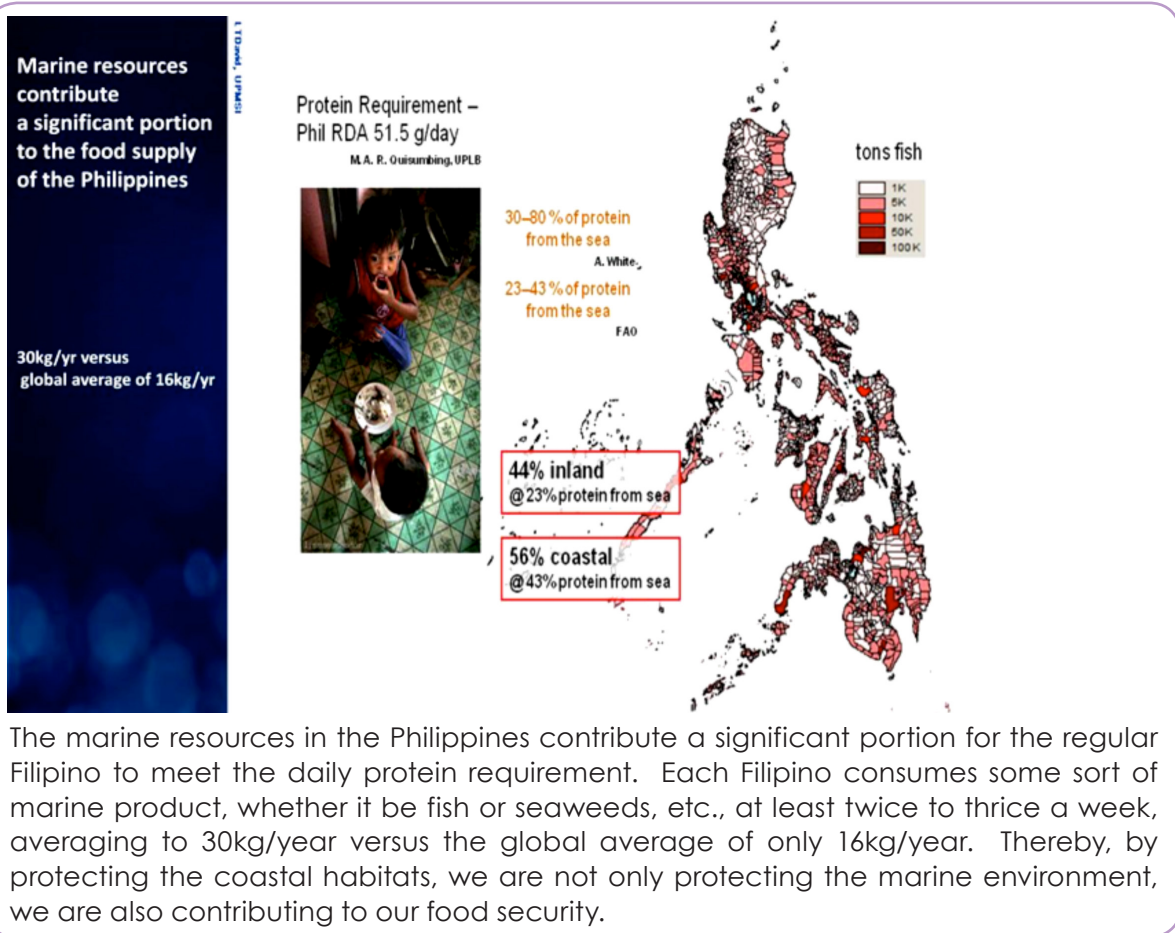 Marine resources
contribute
a significant portion
to the food supply
of the Philippines
30kg/yr versus
global average of 16kg/yr
LTDavid, UPMSI
Protein Requirement –
Phil RDA 51.5 g/day
M.A. R. Quisumbing, UPLB
30–80 % of protein
from the sea
A. White-
23–43 % of protein
from the sea
FAO
44% inland
@23%protein from sea
56% coastal
@43%protein from sea
tons fish
1K
5K
10K
50K
100K
The marine resources in the Philippines contribute a significant portion for the regular
Filipino to meet the daily protein requirement. Each Filipino consumes some sort of
marine product, whether it be fish or seaweeds, etc., at least twice to thrice a week,
averaging to 30kg/year versus the global average of only 16kg/year. Thereby, by
protecting the coastal habitats, we are not only protecting the marine environment,
we are also contributing to our food security.